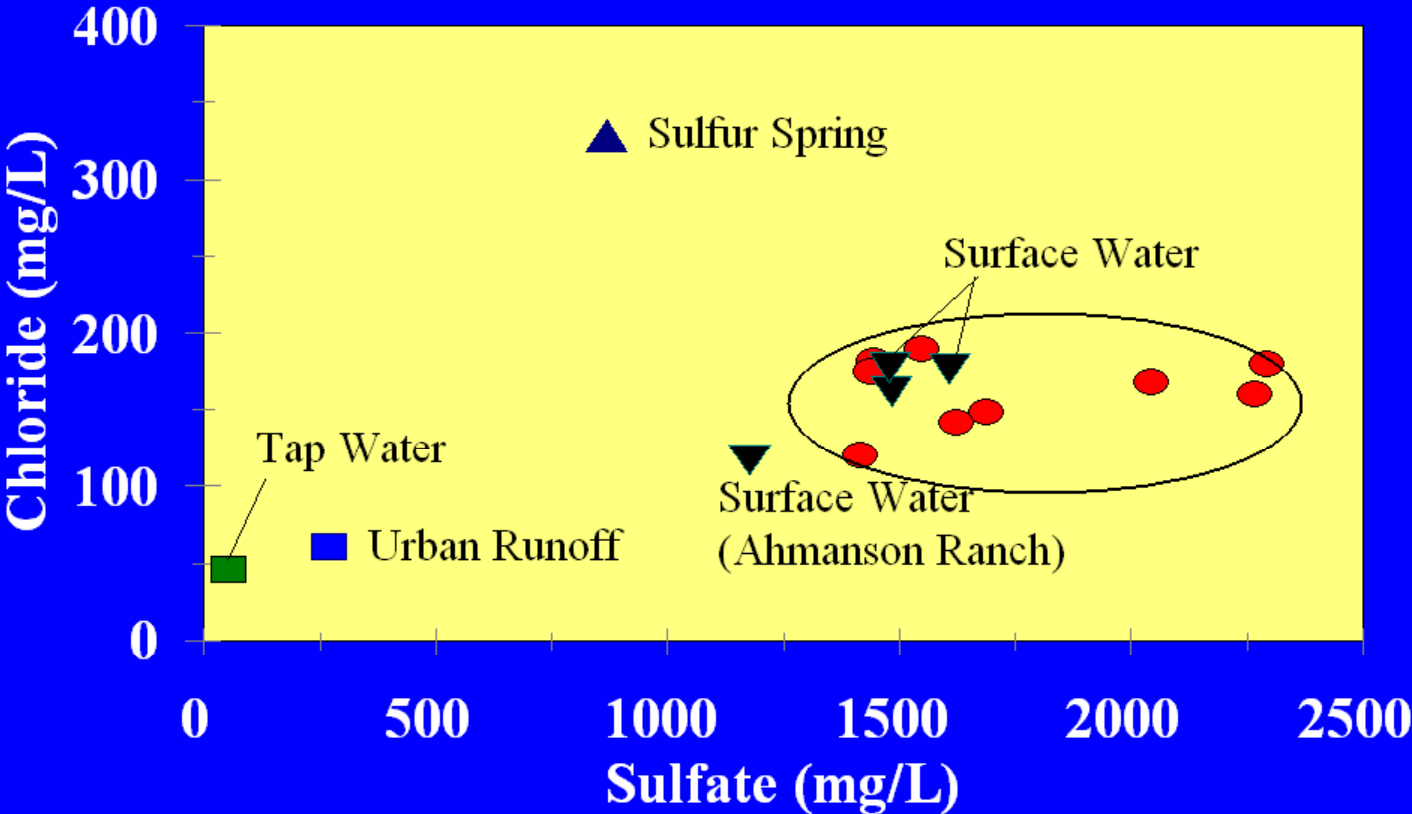 400
Sulfur Spring
300
Surface Water
200
Tap Water
100
Surface Water
(Ahmanson Ranch)
Urban Runoff
0
Chloride (mg/L)
0 500 1000 1500 2000 2500
Sulfate (mg/L)